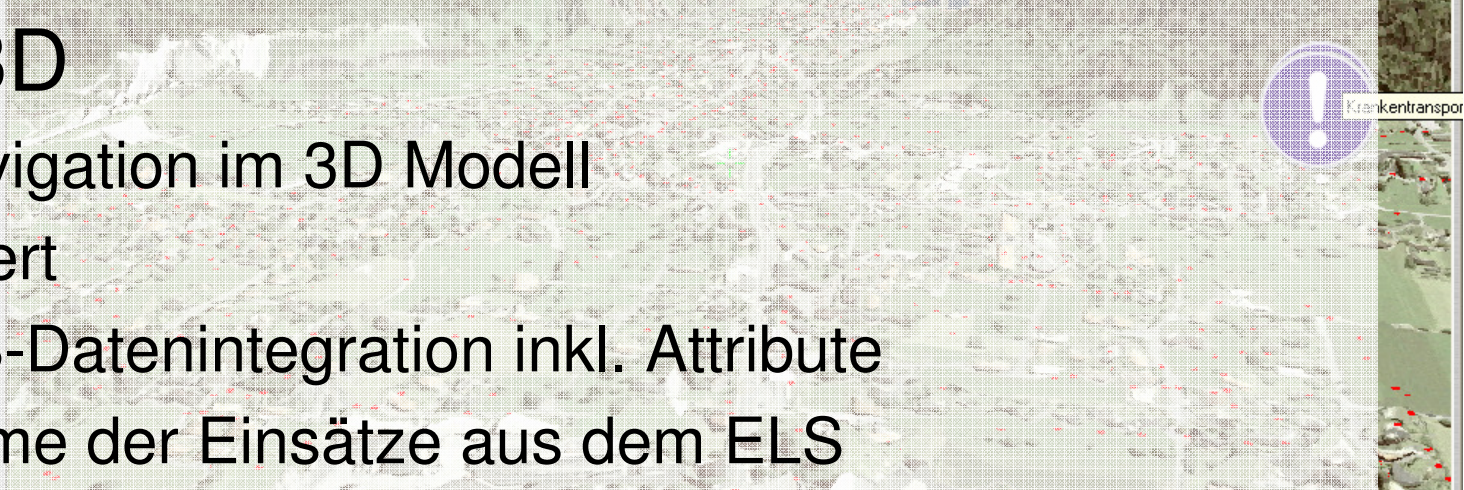 3D
vigation im 3D Modell
ert
-Datenintegration inkl. Attribute
me der Einsätze aus dem ELS
Krankentranspor